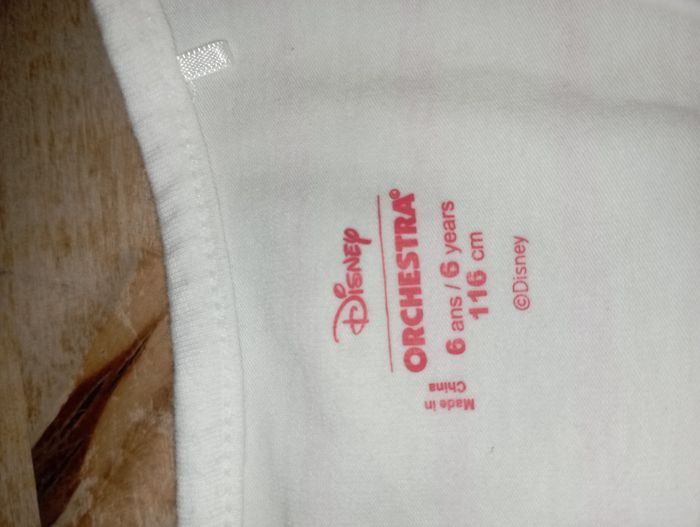 Disney
ORCHESTRA®
6 ans / 6 years
116 cm
Made in
China
©Disney